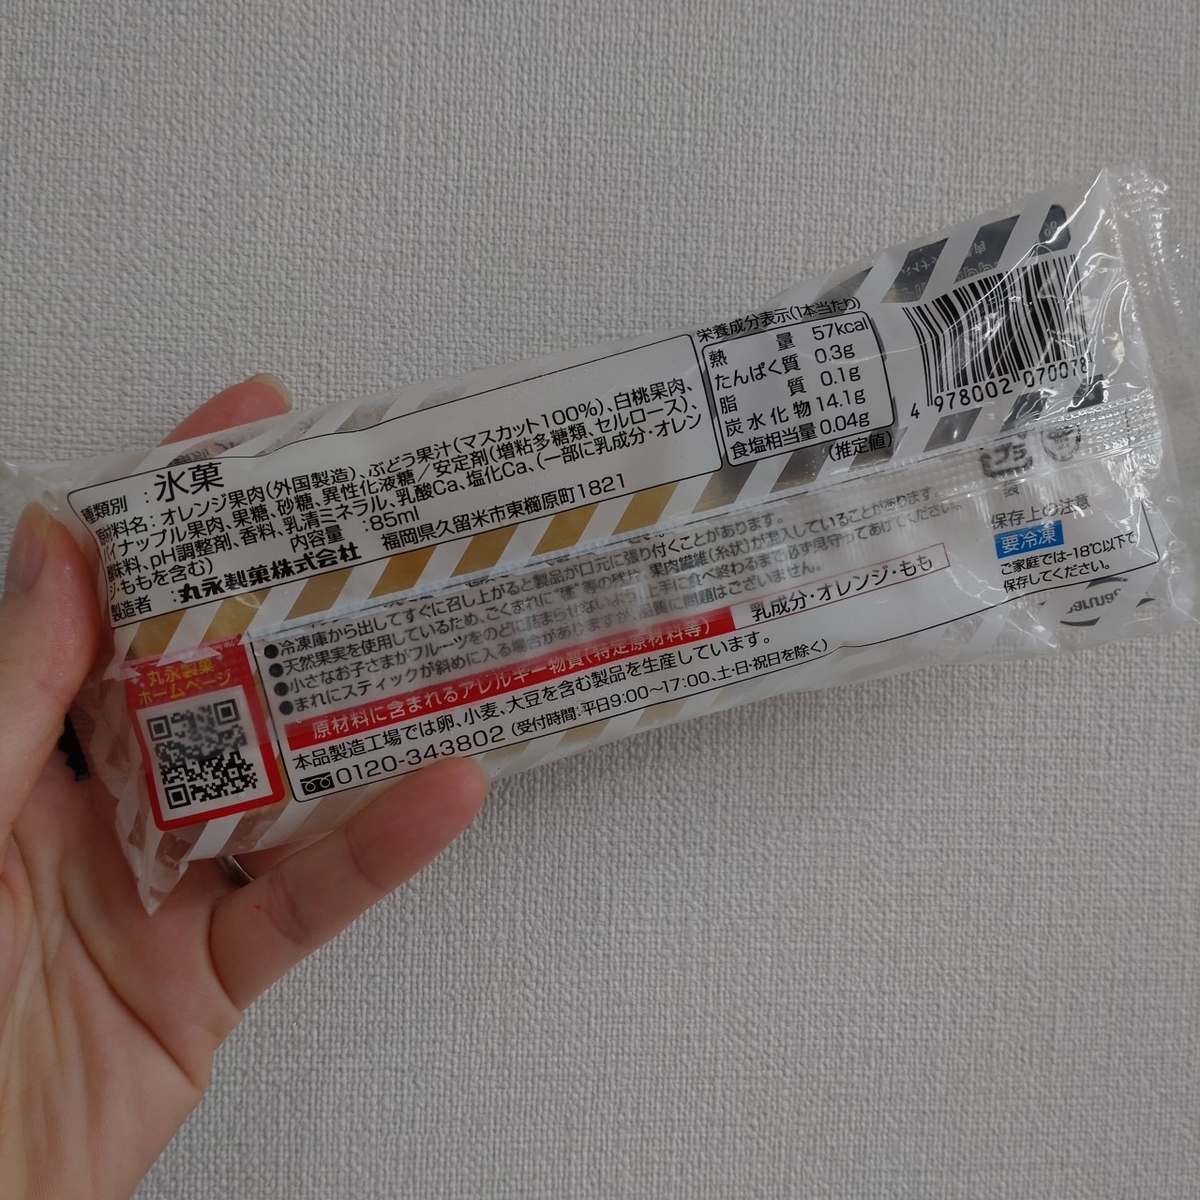 種類別 : 氷菓
原材料名 : オレンジ果肉(外国製造)、ぶどう果汁(マスカット100%)、白桃果肉、
パイナップル果肉、果糖、砂糖、異性化液糖／安定剤(増粘多糖類、セルロース)、
酸味料、pH調整剤、香料、乳清ミネラル、乳酸Ca、塩化Ca、(一部に乳成分・オレン
ジ・ももを含む)
内容量 : 85ml
製造者 : 丸永製菓株式会社 福岡県久留米市東櫛原町1821
栄養成分表示(1本当たり)
熱量 57kcal
たんぱく質 0.3g
脂質 0.1g
炭水化物 14.1g
食塩相当量 0.04g
(推定値)
4 978002 070078
プラ
袋
保存上の注意
要冷凍
ご家庭では-18℃以下で
保存してください。
丸永製菓
ホームページ
●冷凍庫から出してすぐに召し上がると製品が口元に張り付くことがあります。
●天然果実を使用しているため、ごくまれに"種"等の残り、果肉繊維(糸状)が混入していることがあります。
●小さなお子さまがフルーツをのどに詰まらせないよう、上手に食べ終わるまで必ず見守ってあげてください。
●まれにスティックが斜めに入る場合がありますが、品質に問題はございません。
原材料に含まれるアレルギー物質(特定原材料等) 乳成分・オレンジ・もも
本品製造工場では卵、小麦、大豆を含む製品を生産しています。
0120-343802 (受付時間:平日9:00〜17:00、土・日・祝日を除く)